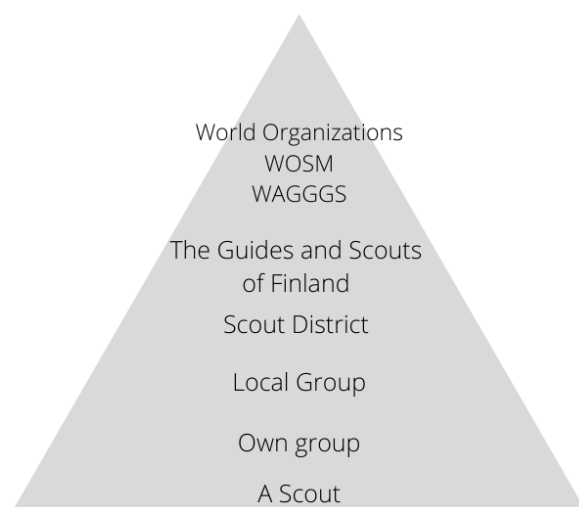 World Organizations
WOSM
WAGGGS
The Guides and Scouts
of Finland
Scout District
Local Group
Own group
A Scout